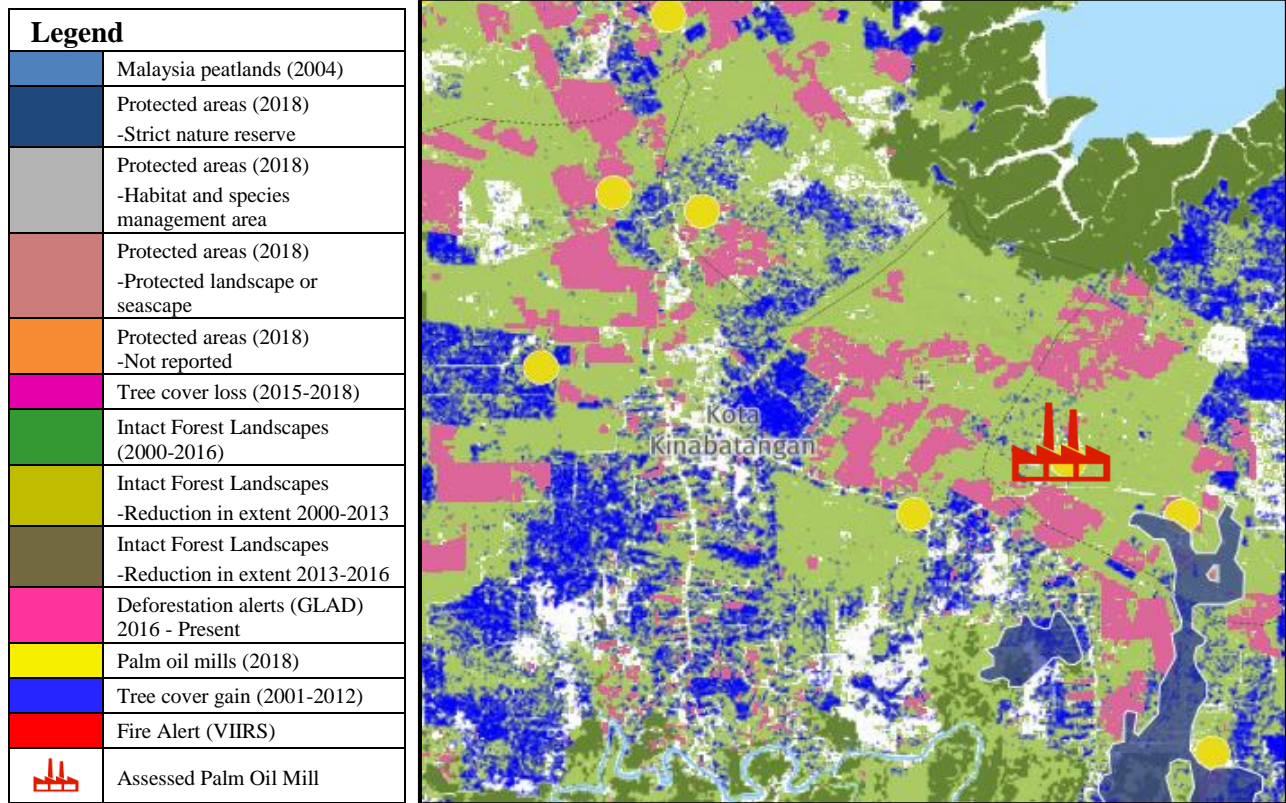 Legend
Malaysia peatlands (2004)
Protected areas (2018)
-Strict nature reserve
Protected areas (2018)
-Habitat and species
management area
Protected areas (2018)
-Protected landscape or
seascape
Protected areas (2018)
-Not reported
Tree cover loss (2015-2018)
Intact Forest Landscapes
(2000-2016)
Intact Forest Landscapes
-Reduction in extent 2000-2013
Intact Forest Landscapes
-Reduction in extent 2013-2016
Deforestation alerts (GLAD)
2016 - Present
Palm oil mills (2018)
Tree cover gain (2001-2012)
Fire Alert (VIIRS)
Assessed Palm Oil Mill
Kota
Kinabatangan